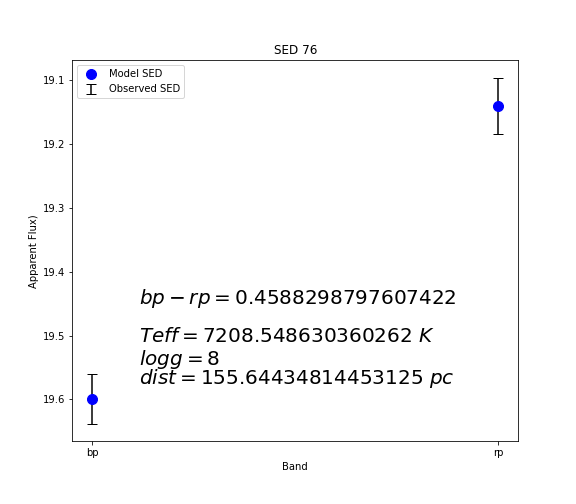 SED 76
Model SED
Observed SED
19.1
19.2
19.3
19.4
19.5
19.6
Apparent Flux)
bp − rp = 0.4588298797607422
Teff = 7208.548630360262 K
logg = 8
dist = 155.64434814453125 pc
bp
rp
Band